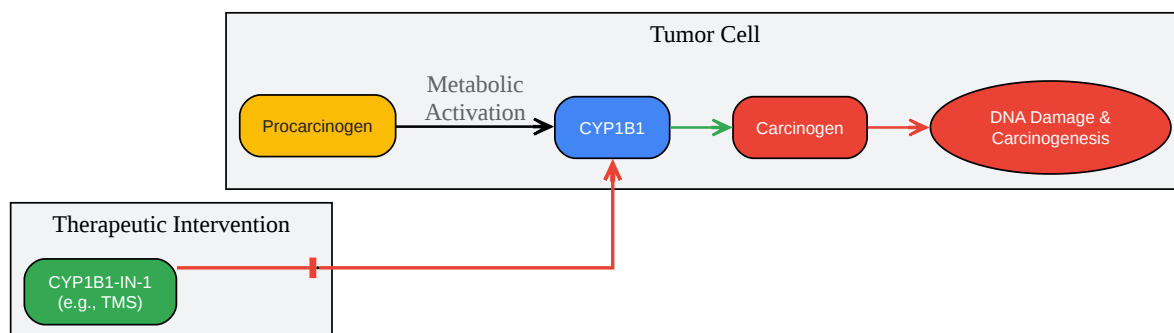 Tumor Cell
Metabolic
Activation
Procarcinogen
CYP1B1
Carcinogen
DNA Damage &
Carcinogenesis
Therapeutic Intervention
CYP1B1-IN-1
(e.g., TMS)